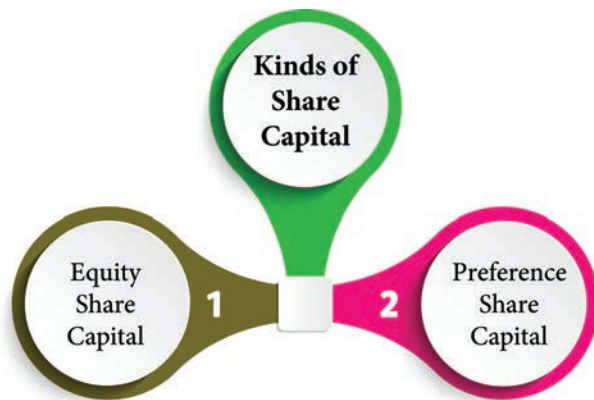 Kinds of
Share
Capital
Equity
Share
Capital
1
2
Preference
Share
Capital